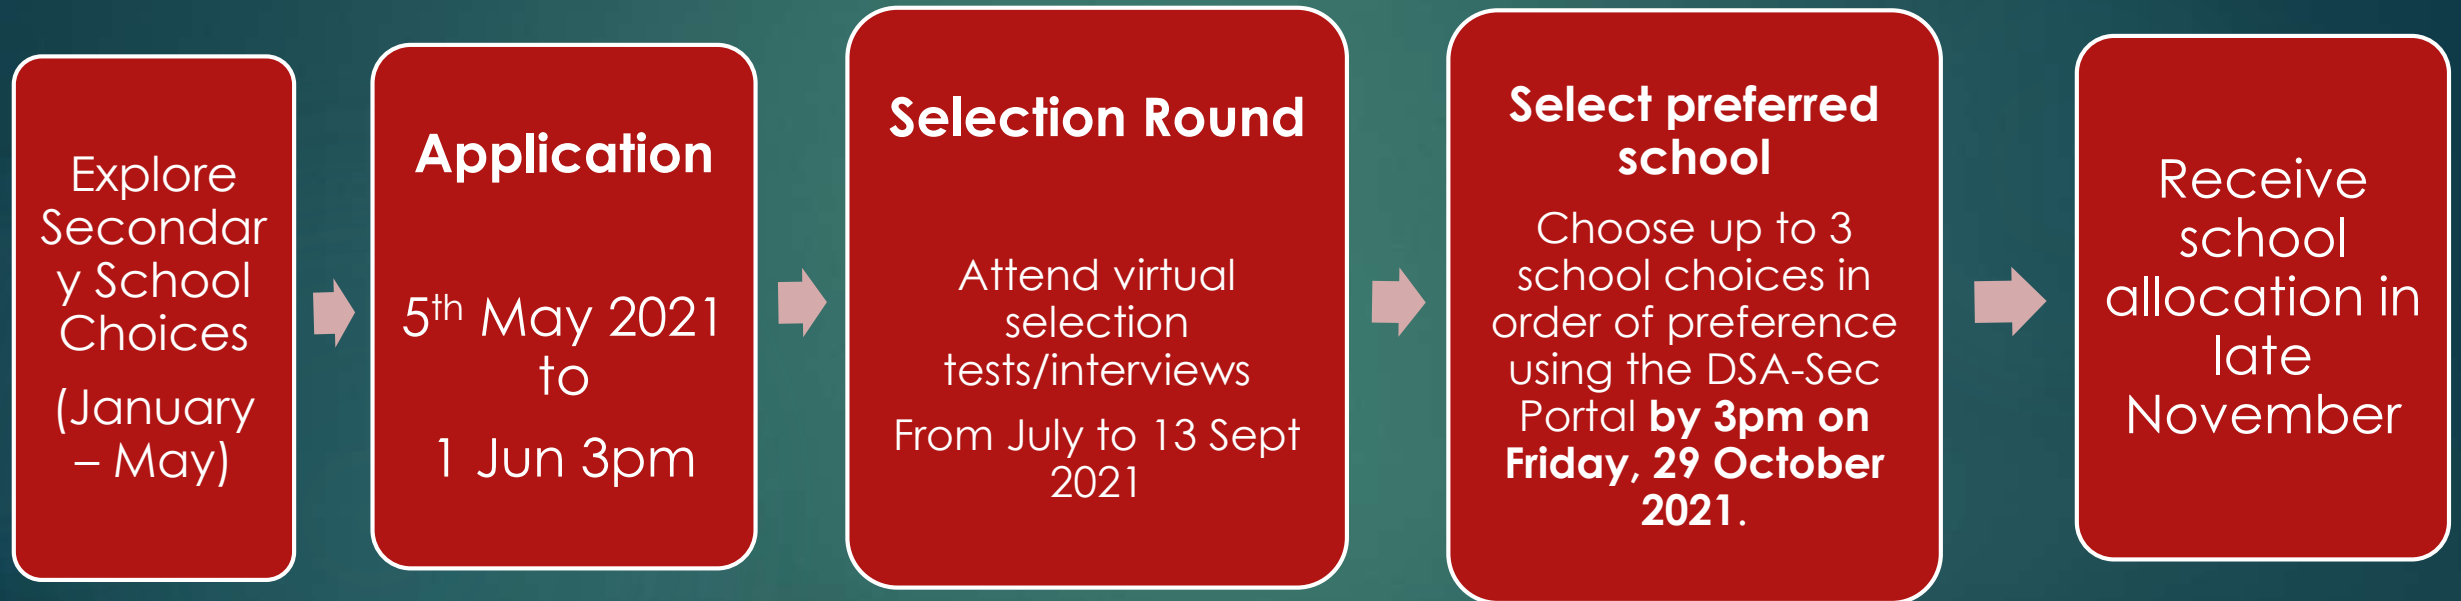 Explore
Secondar
y School
Choices
(January
– May)
Application
5th May 2021
to
1 Jun 3pm
Selection Round
Attend virtual
selection
tests/interviews
From July to 13 Sept
2021
Select preferred
school
Choose up to 3
school choices in
order of preference
using the DSA-Sec
Portal by 3pm on
Friday, 29 October
2021.
Receive
school
allocation in
late
November